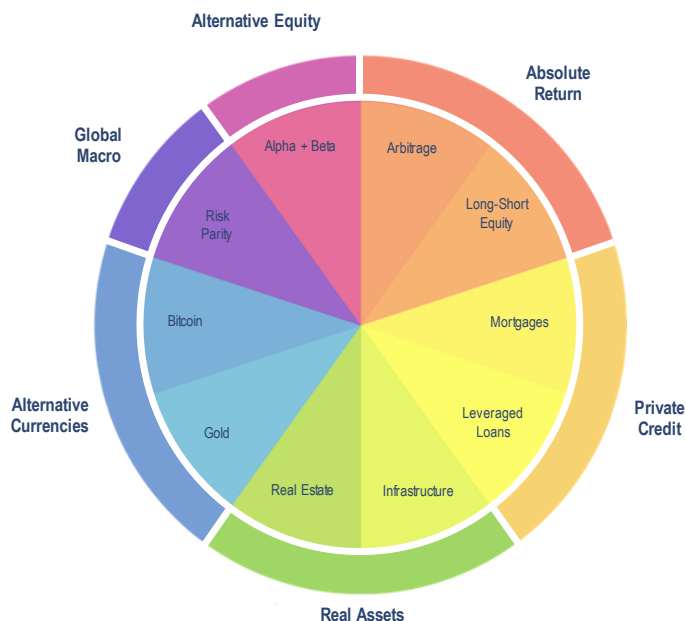 Alternative Equity
Absolute
Return
Global
Macro
Alpha + Beta
Arbitrage
Long-Short
Equity
Risk
Parity
Bitcoin
Mortgages
Alternative
Currencies
Gold
Leveraged
Loans
Private
Credit
Real Estate
Infrastructure
Real Assets